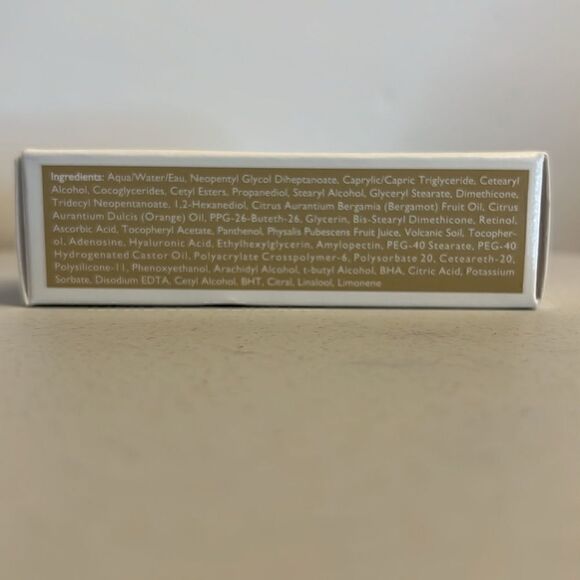 Ingredients: Aqua/Water/Eau, Neopentyl Glycol Diheptanoate, Caprylic/Capric Triglyceride, Cetearyl
Alcohol, Cocoglycerides, Cetyl Esters, Propanediol, Stearyl Alcohol, Glyceryl Stearate, Dimethicone,
Tridecyl Neopentanoate, 1,2-Hexanediol, Citrus Aurantium Bergamia (Bergamot) Fruit Oil, Citrus
Aurantium Dulcis (Orange) Oil, PPG-26-Buteth-26, Glycerin, Bis-Stearyl Dimethicone, Retinol,
Ascorbic Acid, Tocopheryl Acetate, Panthenol, Physalis Pubescens Fruit Juice, Volcanic Soil, Tocopher-
ol, Adenosine, Hyaluronic Acid, Ethylhexylglycerin, Amylopectin, PEG-40 Stearate, PEG-40
Hydrogenated Castor Oil, Polyacrylate Crosspolymer-6, Polysorbate 20, Ceteareth-20,
Polysilicone-11, Phenoxyethanol, Arachidyl Alcohol, t-butyl Alcohol, BHA, Citric Acid, Potassium
Sorbate, Disodium EDTA, Cetyl Alcohol, BHT, Citral, Linalool, Limonene